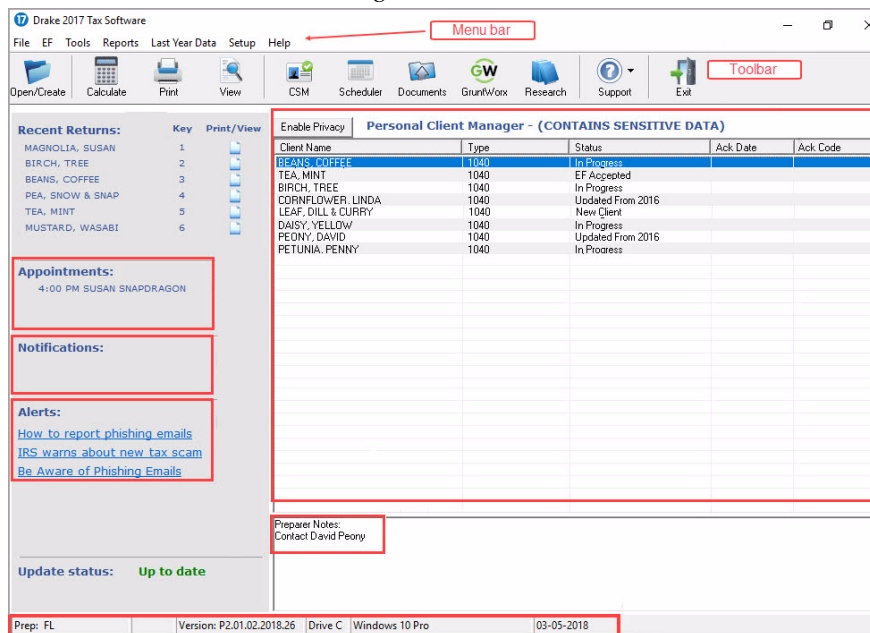 17 Drake 2017 Tax Software
File EF Tools Reports Last Year Data Setup Help
Menu bar
Open/Create Calculate Print View CSM Scheduler Documents GruntWorx Research Support Exit
GW
Toolbar
Recent Returns: Key Print/View
MAGNOLIA, SUSAN 1
BIRCH, TREE 2
BEANS, COFFEE 3
PEA, SNOW & SNAP 4
TEA, MINT 5
MUSTARD, WASABI 6
Appointments:
4:00 PM SUSAN SNAPDRAGON
Notifications:
Alerts:
How to report phishing emails
IRS warns about new tax scam
Be Aware of Phishing Emails
Update status: Up to date
Enable Privacy Personal Client Manager - (CONTAINS SENSITIVE DATA)
Client Name Type Status Ack Date Ack Code
BEANS, COFFEE 1040 In Progress
TEA, MINT 1040 EF Accepted
BIRCH, TREE 1040 In Progress
CORNFLOWER, LINDA 1040 Updated From 2016
LEAF, DILL & CURRY 1040 New Client
DAISY, YELLOW 1040 In Progress
PEONY, DAVID 1040 Updated From 2016
PETUNIA, PENNY 1040 In Progress
Preparer Notes:
Contact David Peony
Prep: FL Version: P2.01.02.2018.26 Drive C Windows 10 Pro 03-05-2018